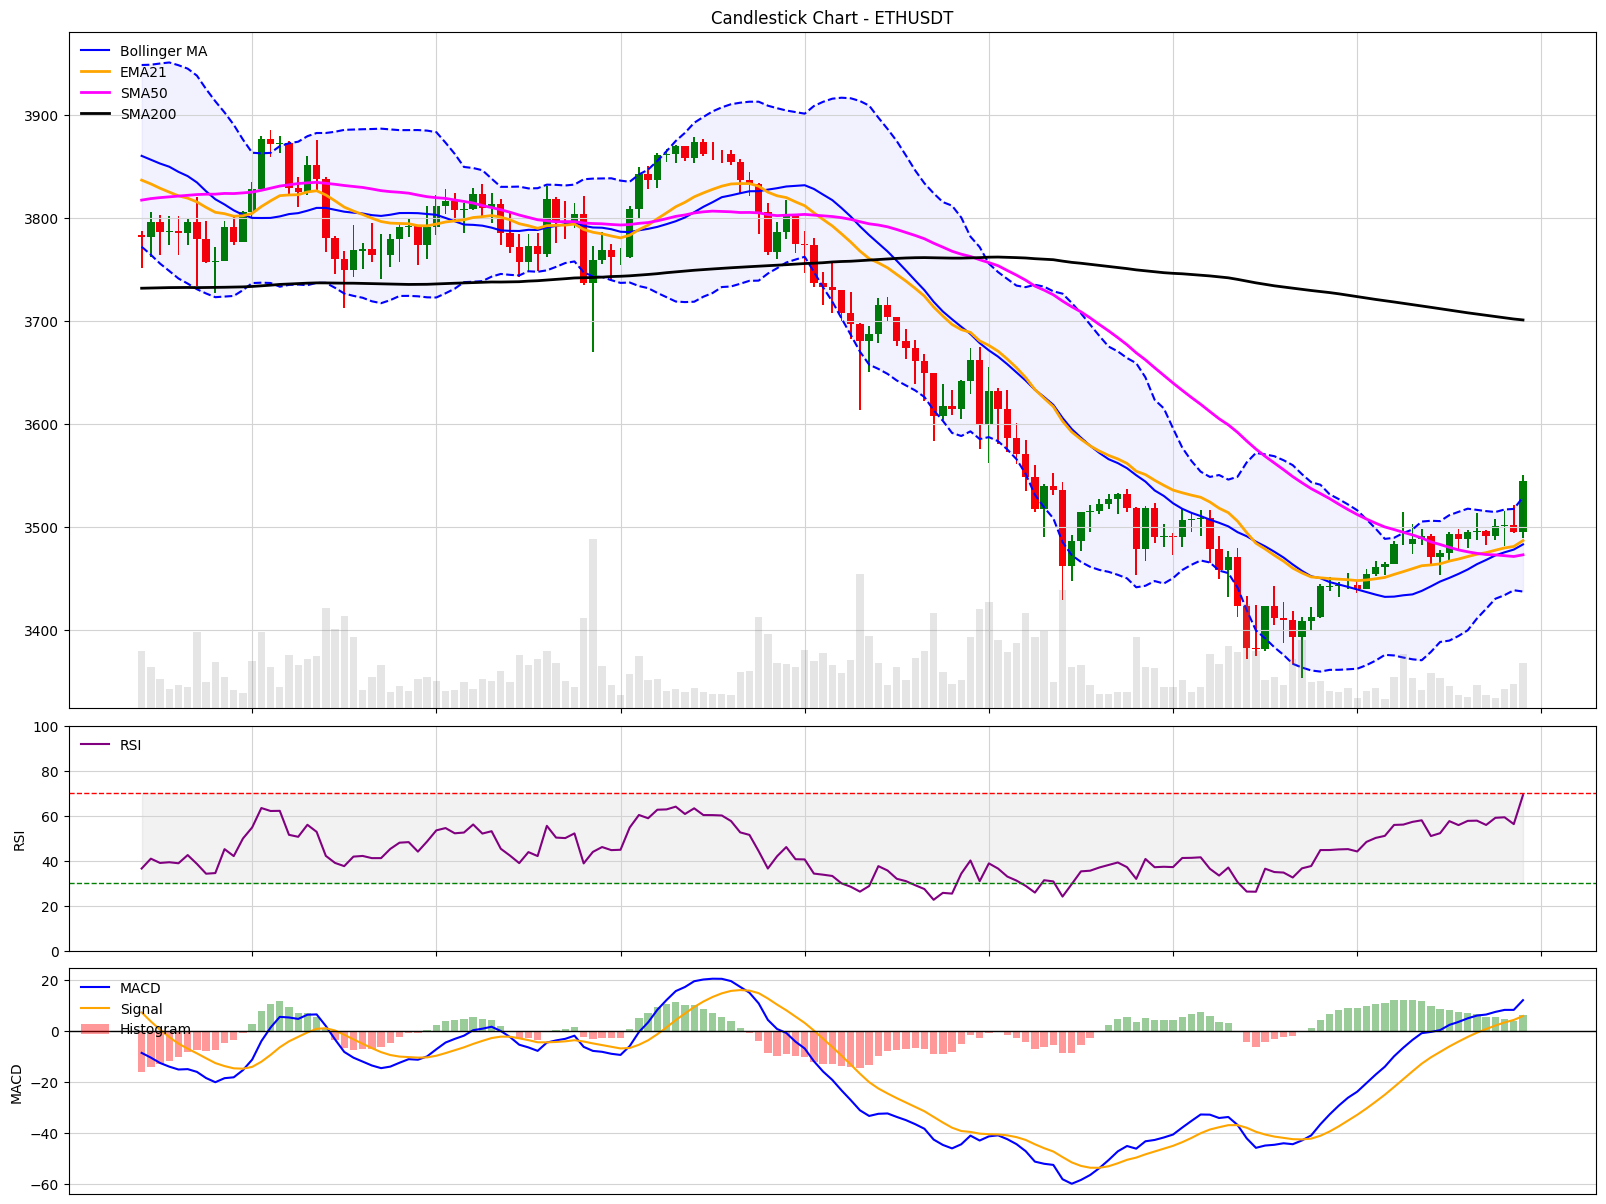 Candlestick Chart - ETHUSDT
Bollinger MA
EMA21
SMA50
SMA200
3900
3800
3700
3600
3500
3400
RSI
100
80
60
40
20
0
RSI
MACD
Signal
Histogram
20
0
−20
−40
−60
MACD